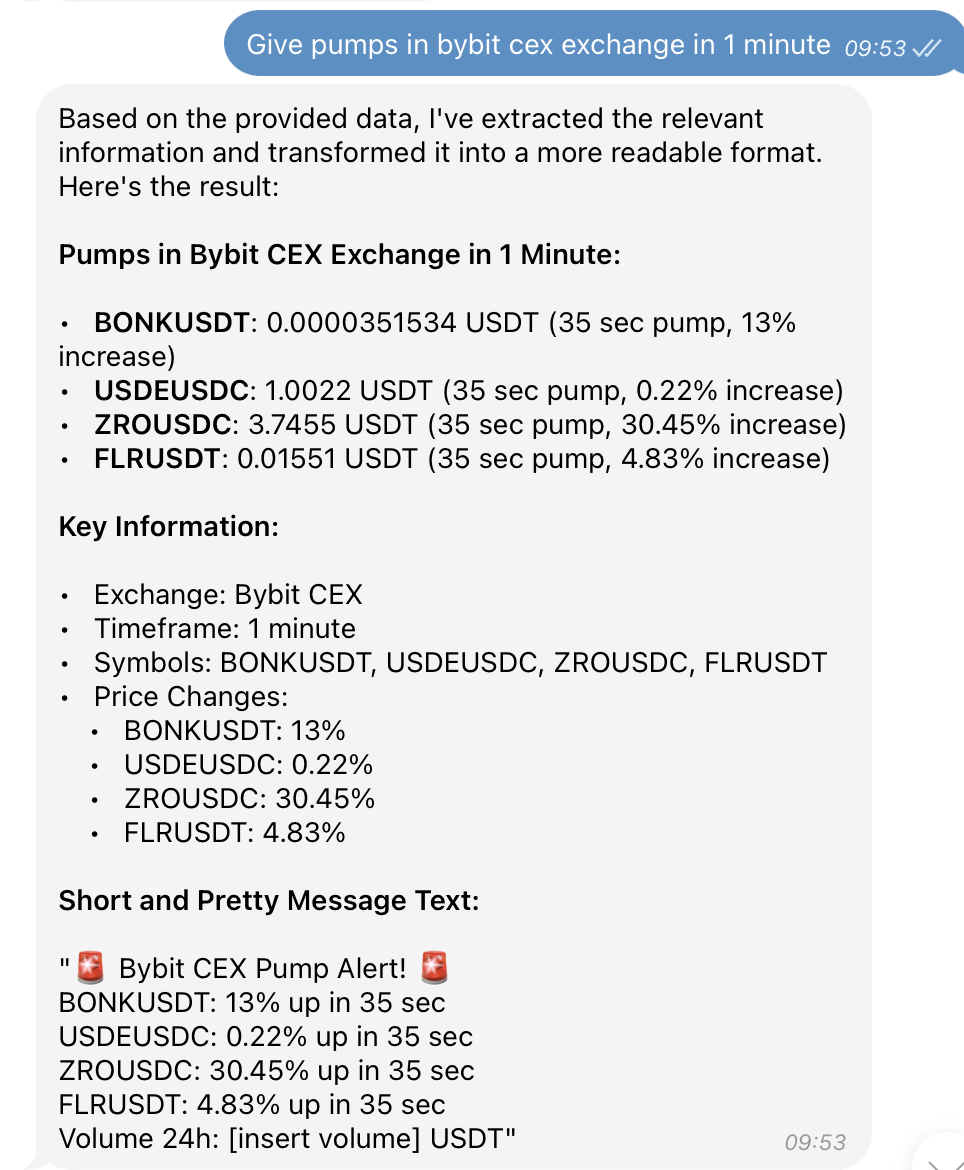 Give pumps in bybit cex exchange in 1 minute 09:53
Based on the provided data, I've extracted the relevant
information and transformed it into a more readable format.
Here's the result:
Pumps in Bybit CEX Exchange in 1 Minute:
• BONKUSDT: 0.0000351534 USDT (35 sec pump, 13%
increase)
• USDEUSDC: 1.0022 USDT (35 sec pump, 0.22% increase)
• ZROUSDC: 3.7455 USDT (35 sec pump, 30.45% increase)
• FLRUSDT: 0.01551 USDT (35 sec pump, 4.83% increase)
Key Information:
• Exchange: Bybit CEX
• Timeframe: 1 minute
• Symbols: BONKUSDT, USDEUSDC, ZROUSDC, FLRUSDT
• Price Changes:
• BONKUSDT: 13%
• USDEUSDC: 0.22%
• ZROUSDC: 30.45%
• FLRUSDT: 4.83%
Short and Pretty Message Text:
"🚨 Bybit CEX Pump Alert! 🚨
BONKUSDT: 13% up in 35 sec
USDEUSDC: 0.22% up in 35 sec
ZROUSDC: 30.45% up in 35 sec
FLRUSDT: 4.83% up in 35 sec
Volume 24h: [insert volume] USDT"
09:53